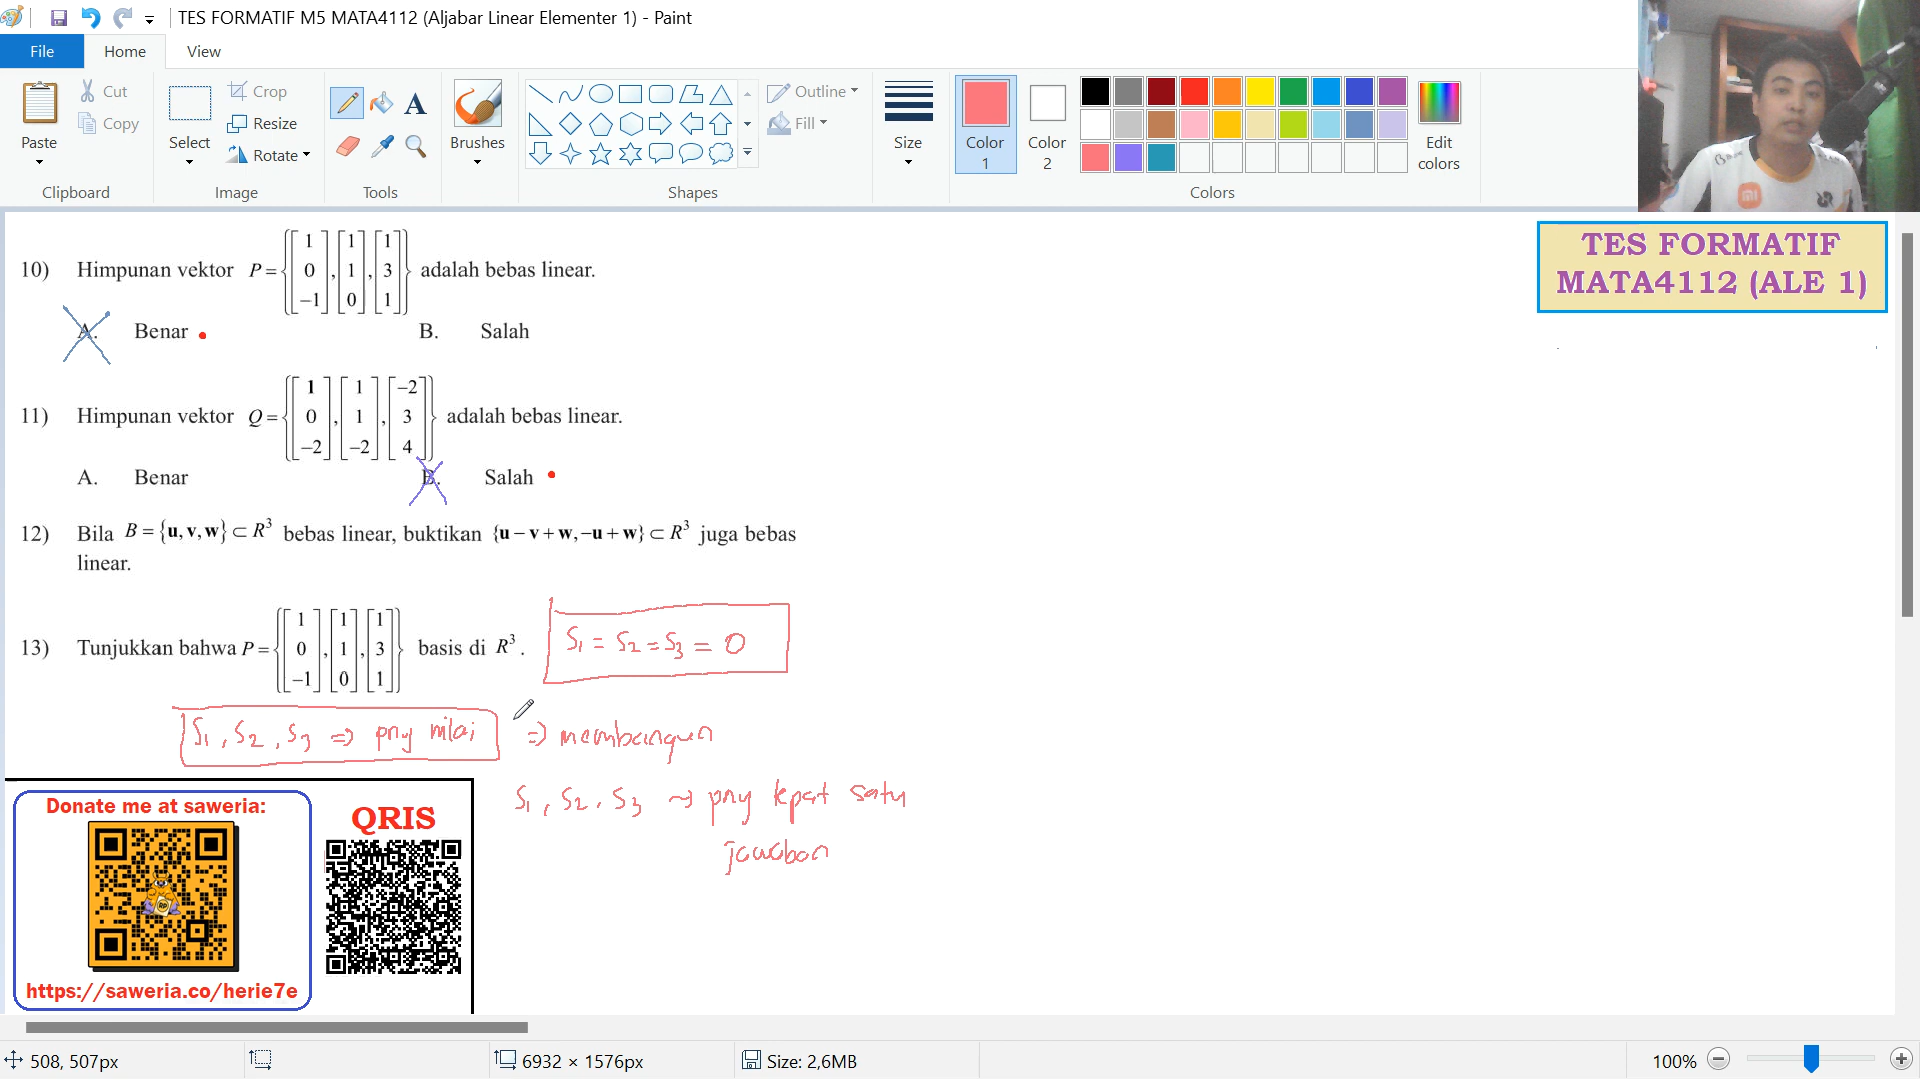 TES FORMATIF M5 MATA4112 (Aljabar Linear Elementer 1) - Paint
File Home View
Paste Cut Copy
Clipboard
Select Crop Resize Rotate
Image
Tools
Brushes
Outline Fill
Shapes
Size
Color 1
Color 2
Edit colors
Colors
TES FORMATIF
MATA4112 (ALE 1)
10) Himpunan vektor P = {[1 0 −1], [1 1 0], [1 3 1]} adalah bebas linear.
A. Benar B. Salah
11) Himpunan vektor Q = {[1 0 −2], [1 1 −2], [−2 3 4]} adalah bebas linear.
A. Benar B. Salah
12) Bila B = {u, v, w} ⊂ R³ bebas linear, buktikan {u − v + w, −u + w} ⊂ R³ juga bebas
linear.
13) Tunjukkan bahwa P = {[1 0 −1], [1 1 0], [1 3 1]} basis di R³.
S₁ = S₂ = S₃ = 0
S₁, S₂, S₃ ⇒ pny nilai ⇒ membangun
S₁, S₂, S₃ → pny tepat satu
jawaban
Donate me at saweria:
RP
https://saweria.co/herie7e
QRIS
508, 507px
6932 × 1576px
Size: 2,6MB
100%